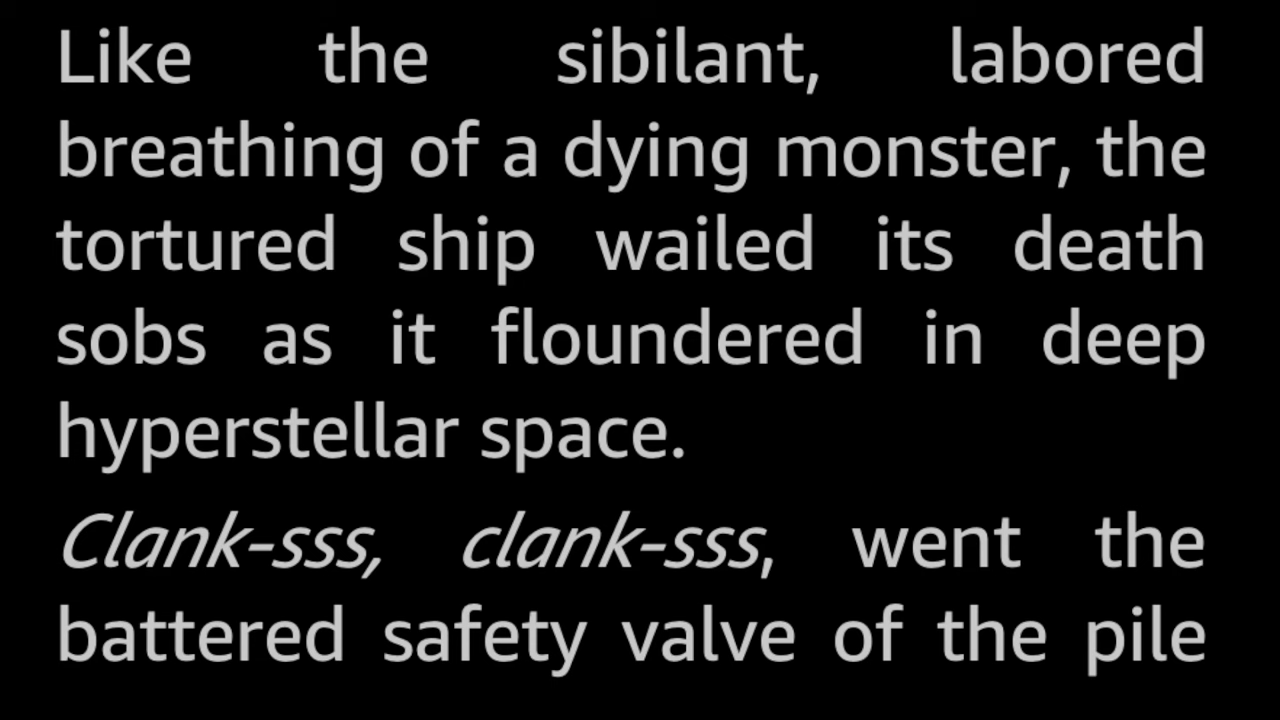 Like the sibilant, labored
breathing of a dying monster, the
tortured ship wailed its death
sobs as it floundered in deep
hyperstellar space.
Clank-sss, clank-sss, went the
battered safety valve of the pile